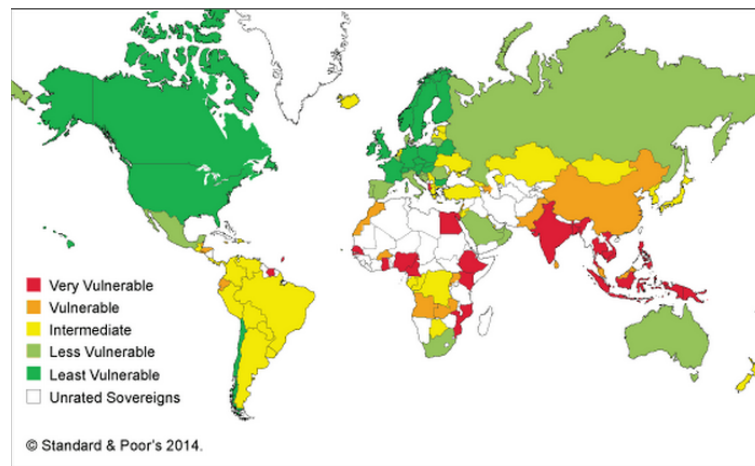 Very Vulnerable
Vulnerable
Intermediate
Less Vulnerable
Least Vulnerable
Unrated Sovereigns
© Standard & Poor's 2014.